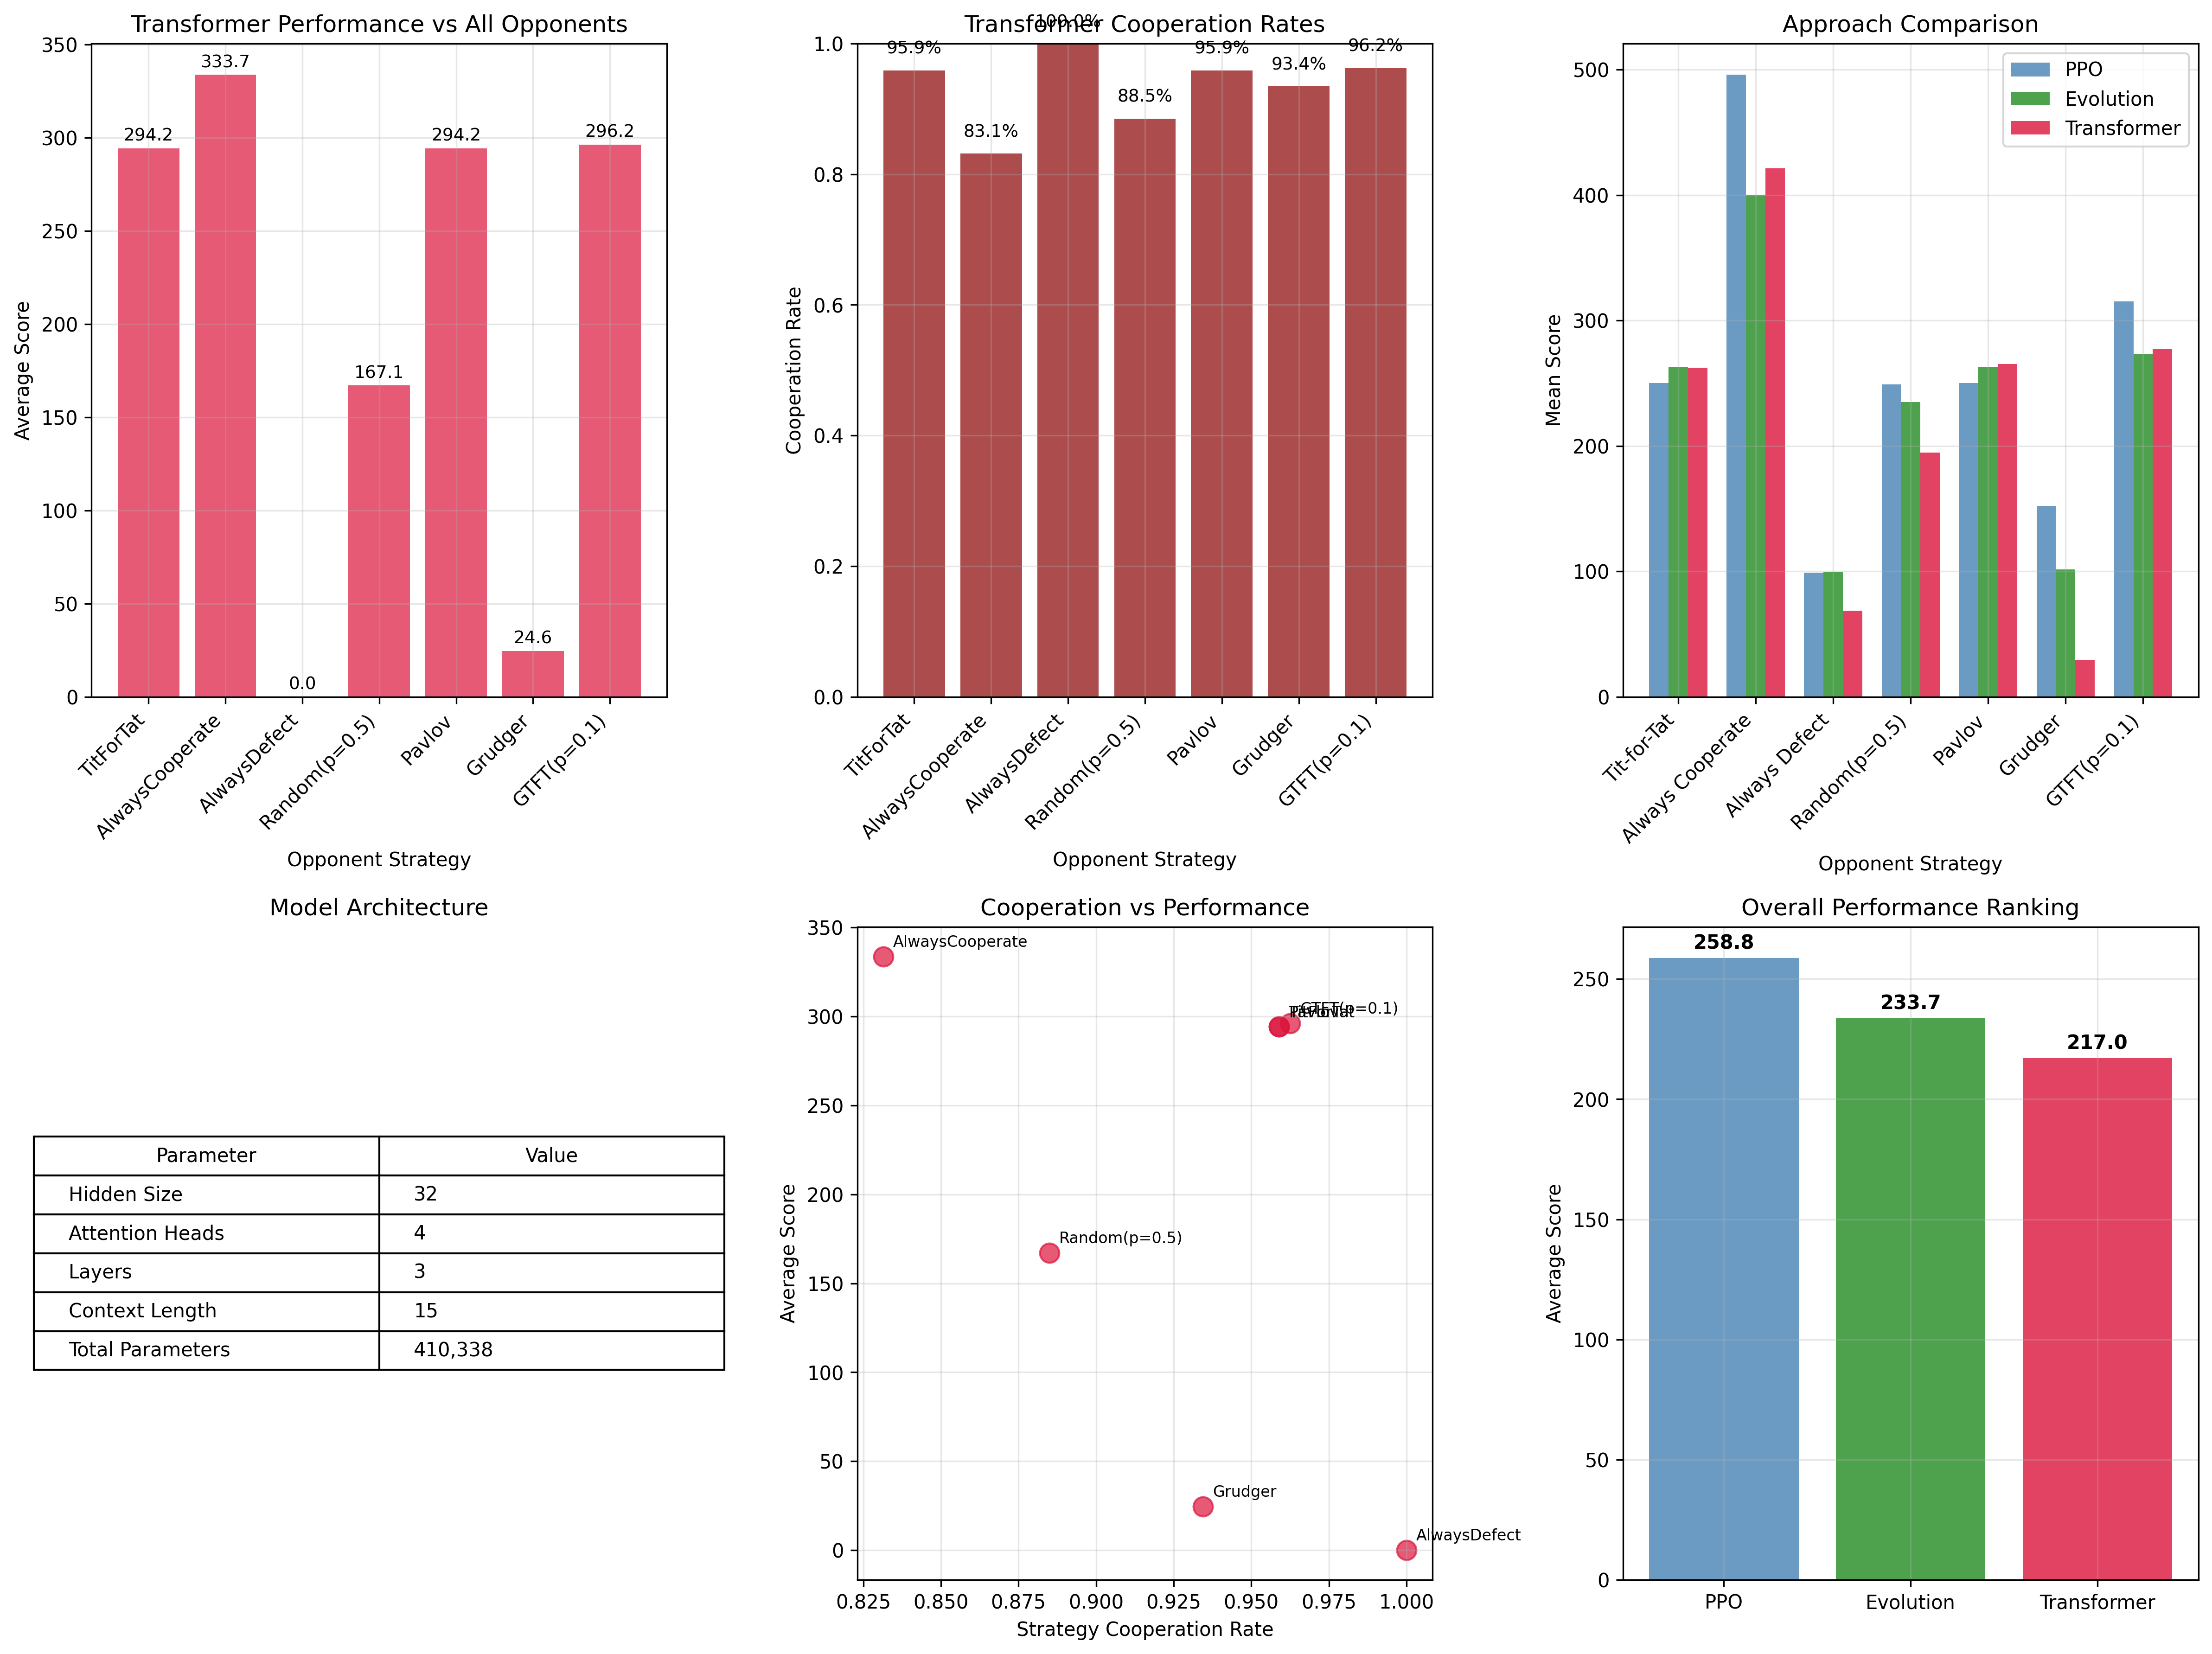 Transformer Performance vs All Opponents
Average Score
350
300
250
200
150
100
50
0
294.2
333.7
0.0
167.1
294.2
24.6
296.2
TitForTat
AlwaysCooperate
AlwaysDefect
Random(p=0.5)
Pavlov
Grudger
GTFT(p=0.1)
Opponent Strategy
Transformer Cooperation Rates
Cooperation Rate
1.0
0.8
0.6
0.4
0.2
0.0
95.9%
83.1%
100.0%
88.5%
95.9%
93.4%
96.2%
TitForTat
AlwaysCooperate
AlwaysDefect
Random(p=0.5)
Pavlov
Grudger
GTFT(p=0.1)
Opponent Strategy
Approach Comparison
Mean Score
500
400
300
200
100
0
PPO
Evolution
Transformer
Tit-for-Tat
Always Cooperate
Always Defect
Random(p=0.5)
Pavlov
Grudger
GTFT(p=0.1)
Opponent Strategy
Model Architecture
Parameter Value
Hidden Size 32
Attention Heads 4
Layers 3
Context Length 15
Total Parameters 410,338
Cooperation vs Performance
Average Score
350
300
250
200
150
100
50
0
AlwaysCooperate
GTFT(p=0.1)
Random(p=0.5)
Grudger
AlwaysDefect
0.825 0.850 0.875 0.900 0.925 0.950 0.975 1.000
Strategy Cooperation Rate
Overall Performance Ranking
Average Score
250
200
150
100
50
0
258.8
233.7
217.0
PPO Evolution Transformer